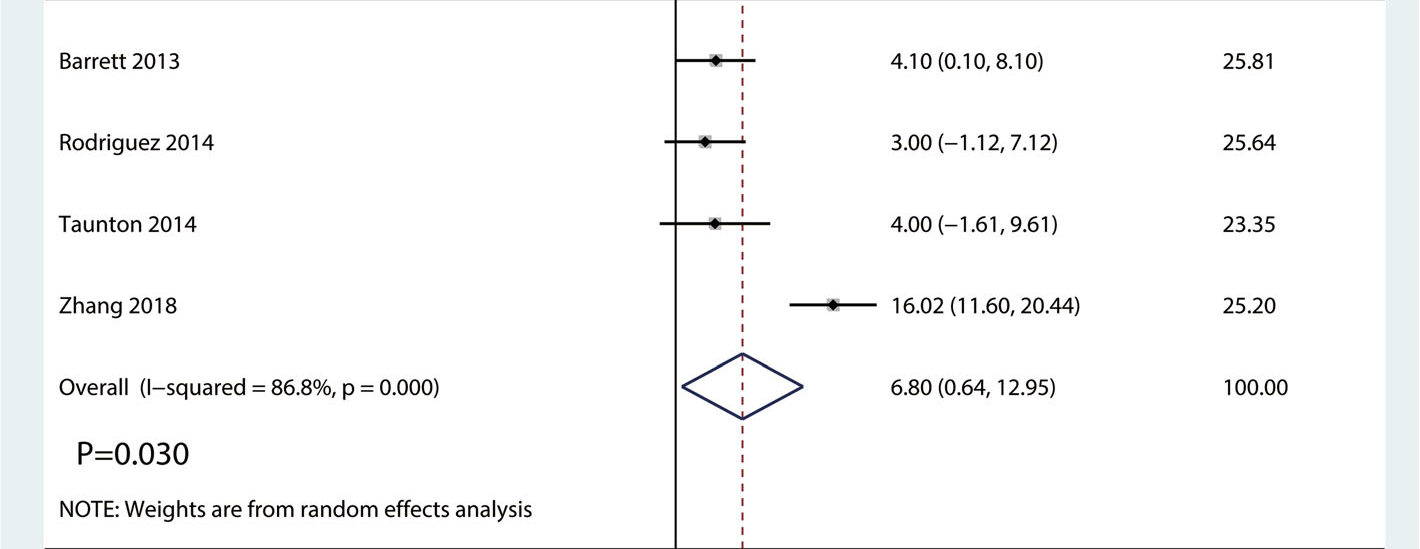 Barrett 2013 4.10 (0.10, 8.10) 25.81
Rodriguez 2014 3.00 (−1.12, 7.12) 25.64
Taunton 2014 4.00 (−1.61, 9.61) 23.35
Zhang 2018 16.02 (11.60, 20.44) 25.20
Overall (I−squared = 86.8%, p = 0.000) 6.80 (0.64, 12.95) 100.00
P=0.030
NOTE: Weights are from random effects analysis